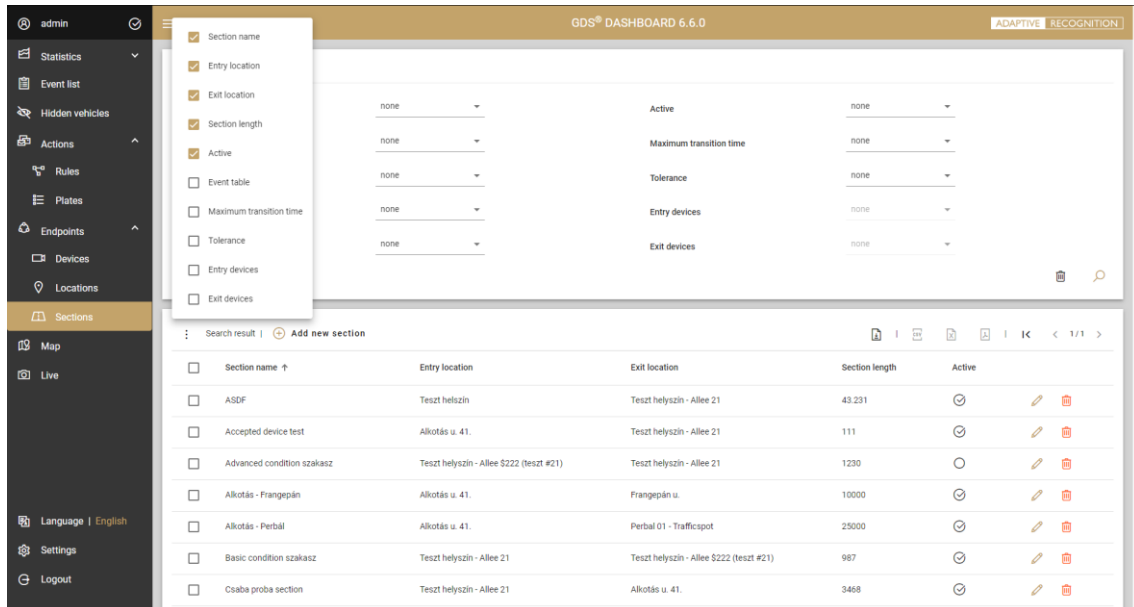 admin
GDS® DASHBOARD 6.6.0
ADAPTIVE RECOGNITION
Statistics
Event list
Hidden vehicles
Actions
Rules
Plates
Endpoints
Devices
Locations
Sections
Map
Live
Language | English
Settings
Logout
Section name
Entry location
Exit location
Section length
Active
Event table
Maximum transition time
Tolerance
Entry devices
Exit devices
none Active none
none Maximum transition time none
none Tolerance none
none Entry devices none
none Exit devices none
Search result | Add new section
CSV
1/1
Section name Entry location Exit location Section length Active
ASDF Teszt helszín Teszt helyszín - Allee 21 43.231
Accepted device test Alkotás u. 41. Teszt helyszín - Allee 21 111
Advanced condition szakasz Teszt helyszín - Allee $222 (teszt #21) Teszt helyszín - Allee 21 1230
Alkotás - Frangepán Alkotás u. 41. Frangepán u. 10000
Alkotás - Perbál Alkotás u. 41. Perbal 01 - Trafficspot 25000
Basic condition szakasz Teszt helyszín - Allee 21 Teszt helyszín - Allee $222 (teszt #21) 987
Csaba proba section Teszt helyszín - Allee 21 Alkotás u. 41. 3468